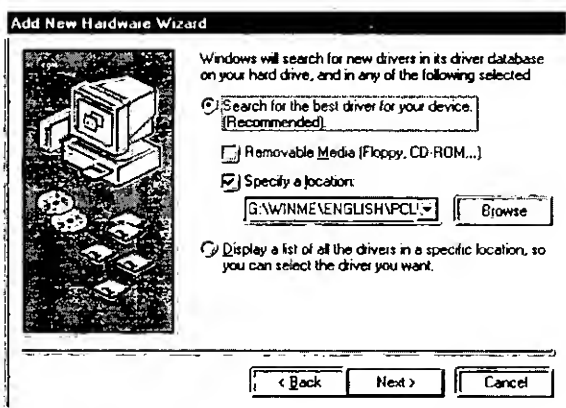 Add New Hardware Wizard
Windows will search for new drivers in its driver database
on your hard drive, and in any of the following selected
Search for the best driver for your device.
(Recommended)
Removable Media (Floppy, CD-ROM...)
Specify a location:
G:\WINME\ENGLISH\PCL\
Browse
Display a list of all the drivers in a specific location, so
you can select the driver you want.
< Back
Next >
Cancel